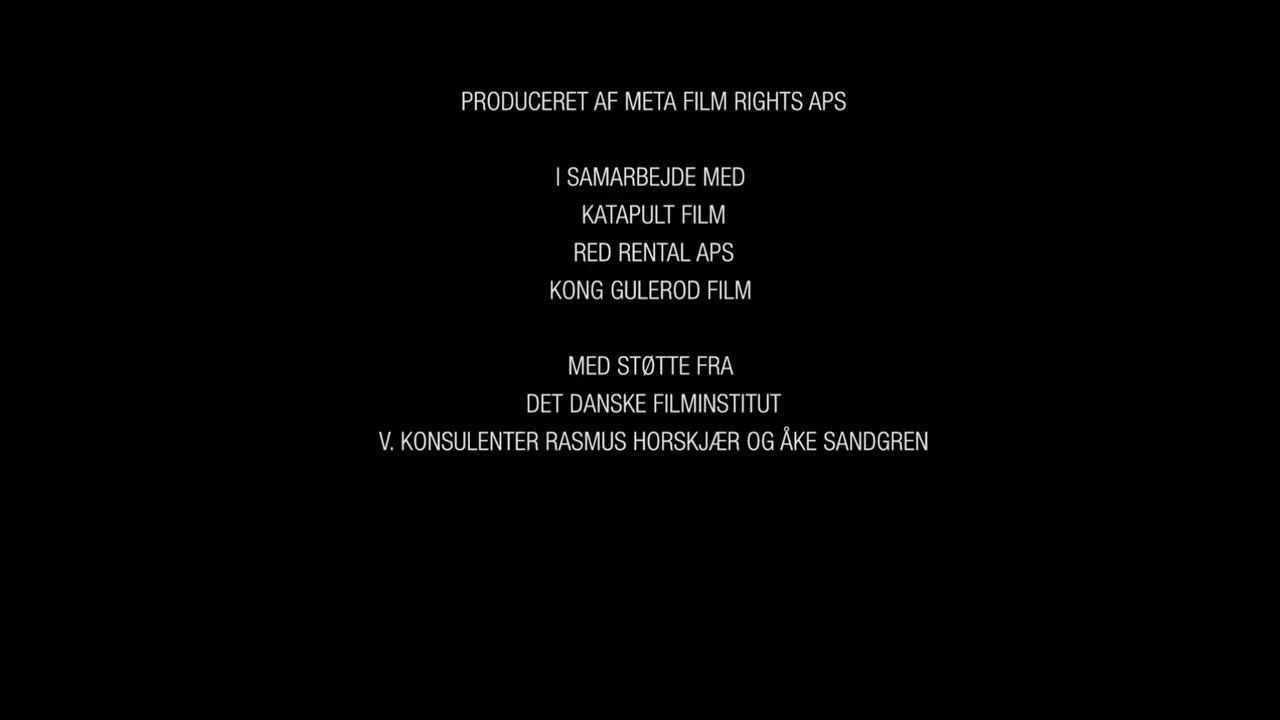 PRODUCERET AF META FILM RIGHTS APS
I SAMARBEJDE MED
KATAPULT FILM
RED RENTAL APS
KONG GULEROD FILM
MED STØTTE FRA
DET DANSKE FILMINSTITUT
V. KONSULENTER RASMUS HORSKJÆR OG ÅKE SANDGREN